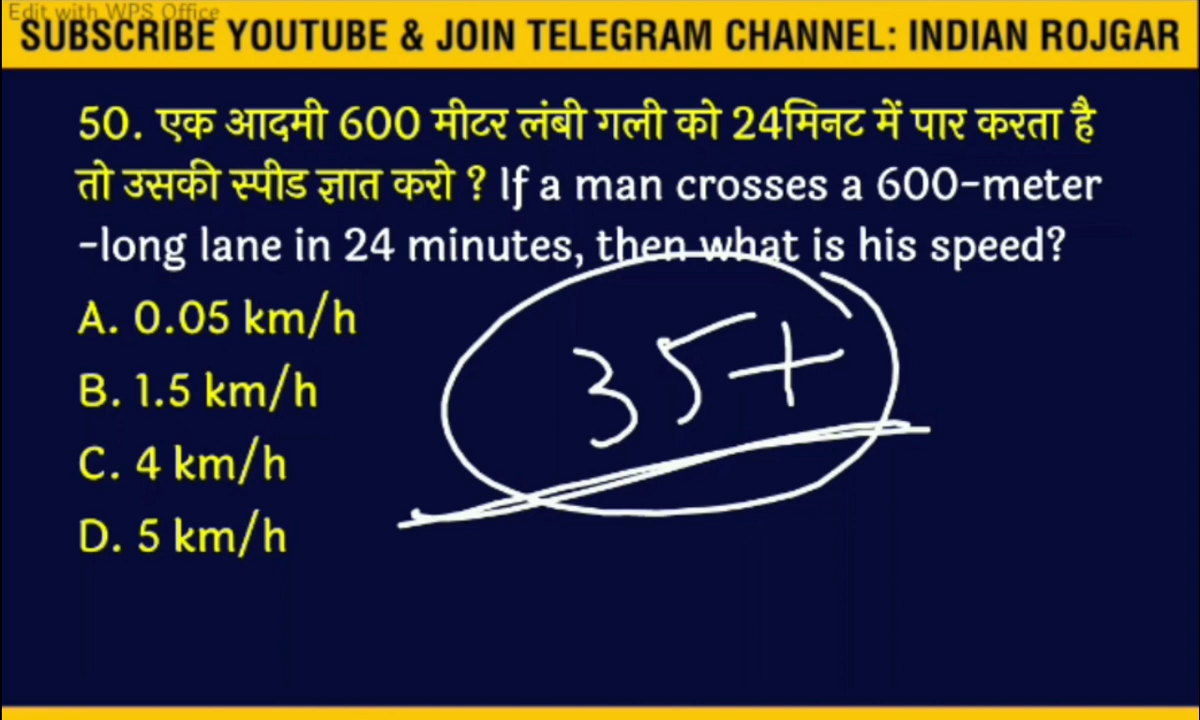 Edit with WPS Office
SUBSCRIBE YOUTUBE & JOIN TELEGRAM CHANNEL: INDIAN ROJGAR
50. एक आदमी 600 मीटर लंबी गली को 24मिनट में पार करता है
तो उसकी स्पीड ज्ञात करो ? If a man crosses a 600-meter
-long lane in 24 minutes, then what is his speed?
A. 0.05 km/h
B. 1.5 km/h
C. 4 km/h
D. 5 km/h
35+